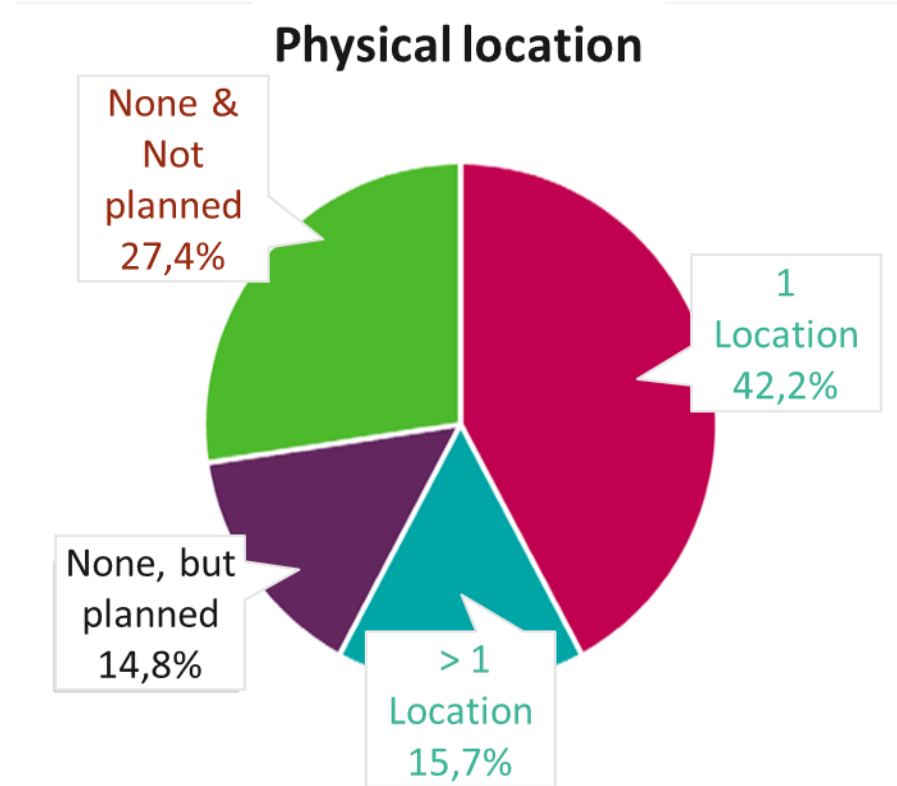 Physical location
None &
Not
planned
27,4%
1
Location
42,2%
None, but
planned
14,8%
> 1
Location
15,7%